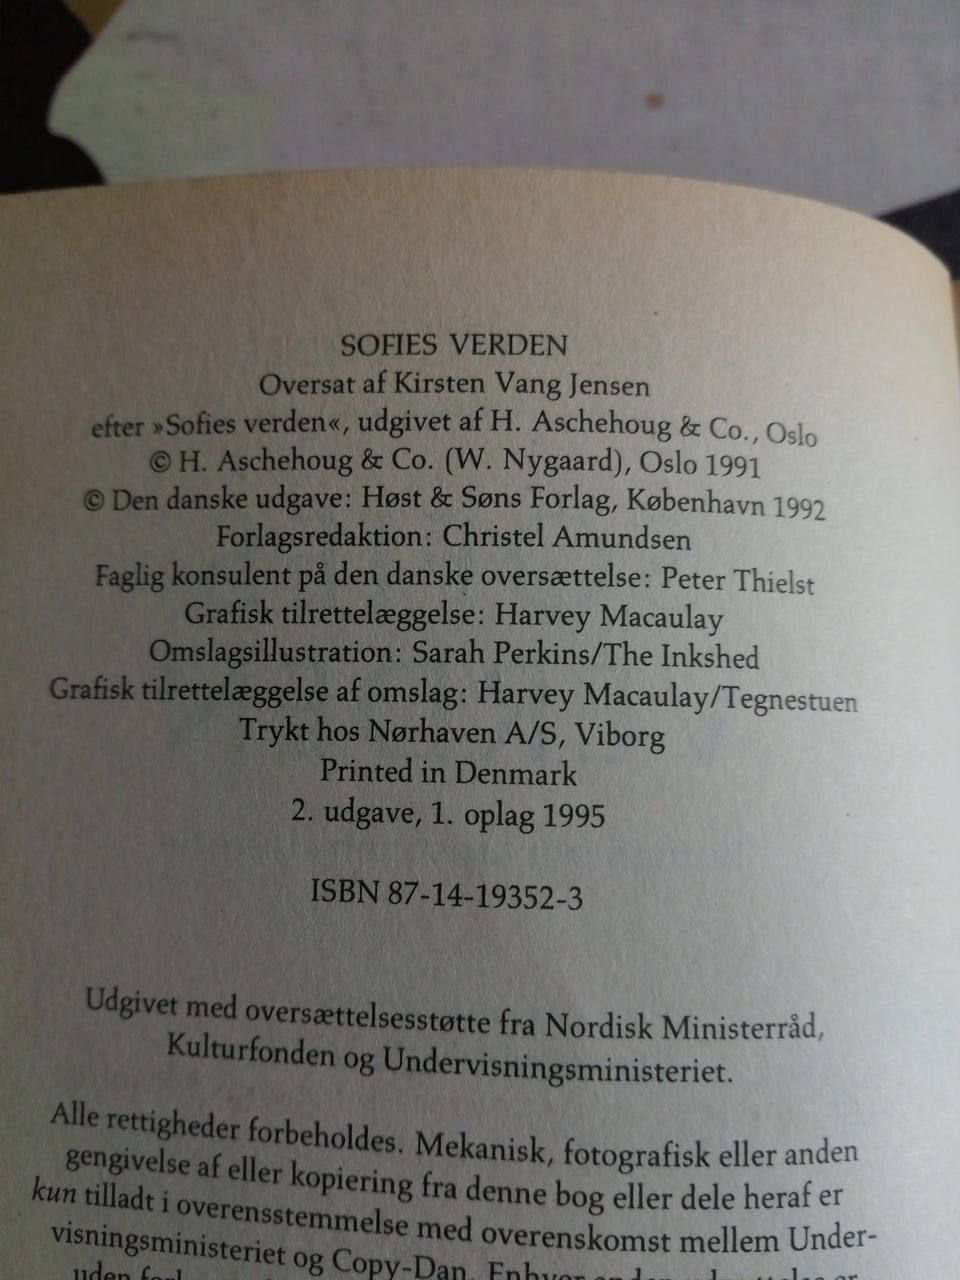 SOFIES VERDEN
Oversat af Kirsten Vang Jensen
efter »Sofies verden«, udgivet af H. Aschehoug & Co., Oslo
© H. Aschehoug & Co. (W. Nygaard), Oslo 1991
© Den danske udgave: Høst & Søns Forlag, København 1992
Forlagsredaktion: Christel Amundsen
Faglig konsulent på den danske oversættelse: Peter Thielst
Grafisk tilrettelæggelse: Harvey Macaulay
Omslagsillustration: Sarah Perkins/The Inkshed
Grafisk tilrettelæggelse af omslag: Harvey Macaulay/Tegnestuen
Trykt hos Nørhaven A/S, Viborg
Printed in Denmark
2. udgave, 1. oplag 1995
ISBN 87-14-19352-3
Udgivet med oversættelsesstøtte fra Nordisk Ministerråd,
Kulturfonden og Undervisningsministeriet.
Alle rettigheder forbeholdes. Mekanisk, fotografisk eller anden
gengivelse af eller kopiering fra denne bog eller dele heraf er
kun tilladt i overensstemmelse med overenskomst mellem Under-
visningsministeriet og Copy-Dan. Enhver